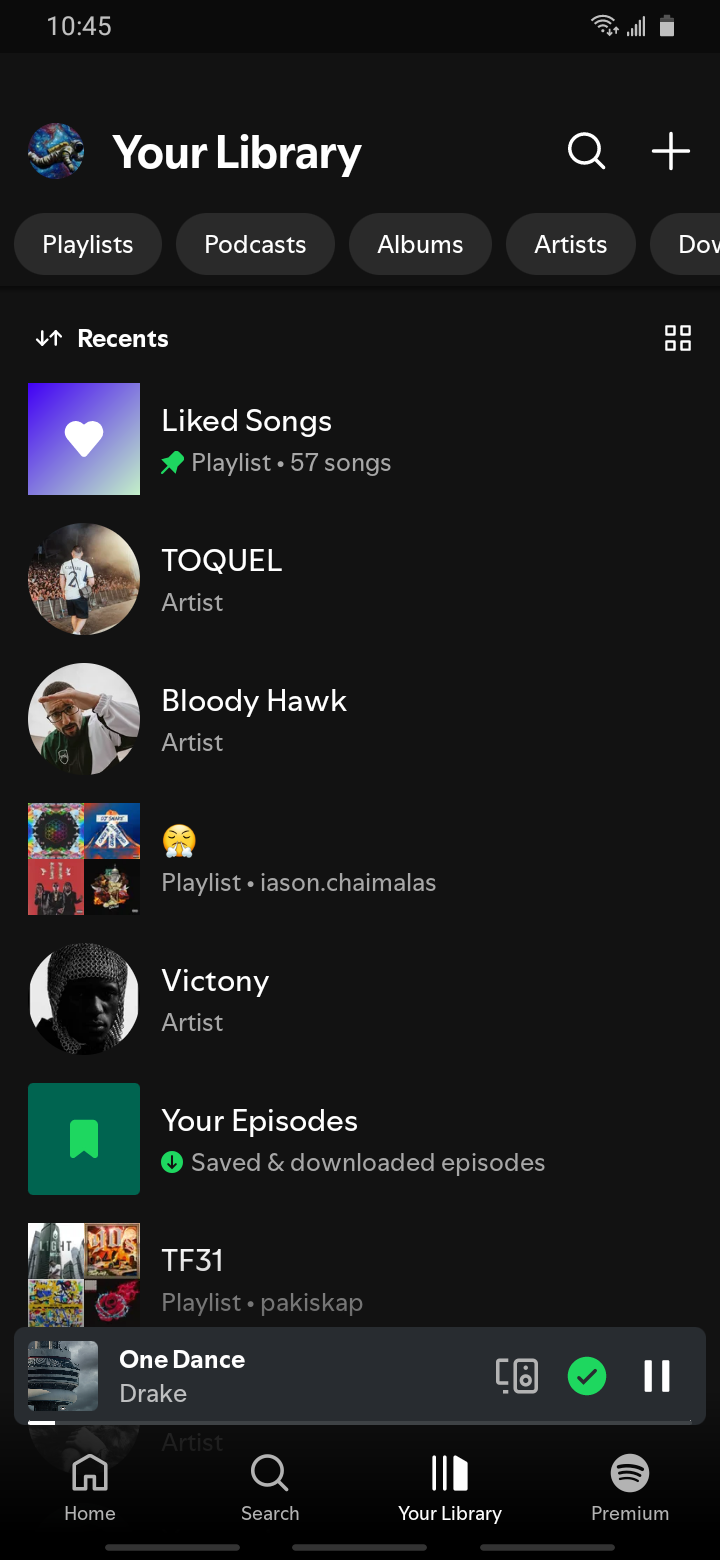 10:45
Your Library
Playlists
Podcasts
Albums
Artists
Dow
Recents
Liked Songs
Playlist • 57 songs
TOQUEL
Artist
Bloody Hawk
Artist
😤
Playlist • iason.chaimalas
Victony
Artist
Your Episodes
Saved & downloaded episodes
TF31
Playlist • pakiskap
One Dance
Drake
Artist
Home
Search
Your Library
Premium